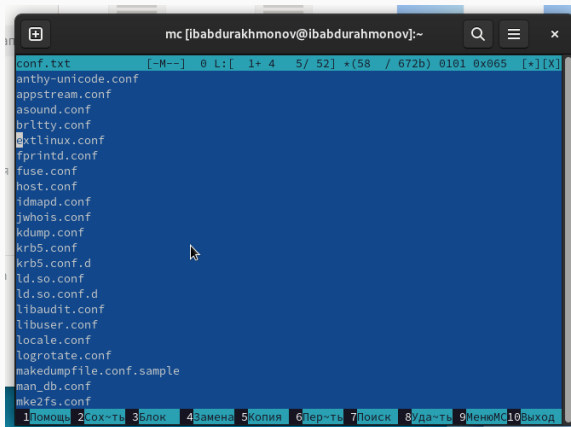 mc [ibabdurakhmonov@ibabdurahmonov]:~
conf.txt [-M--] 0 L:[ 1+ 4 5/ 52] *(58 / 672b) 0101 0x065 [*][X]
anthy-unicode.conf
appstream.conf
asound.conf
brltty.conf
extlinux.conf
fprintd.conf
fuse.conf
host.conf
idmapd.conf
jwhois.conf
kdump.conf
krb5.conf
krb5.conf.d
ld.so.conf
ld.so.conf.d
libaudit.conf
libuser.conf
locale.conf
logrotate.conf
makedumpfile.conf.sample
man_db.conf
mke2fs.conf
1Помощь 2Сох~ть 3Блок 4Замена 5Копия 6Пер~ть 7Поиск 8Уда~ть 9МенюMC 10Выход